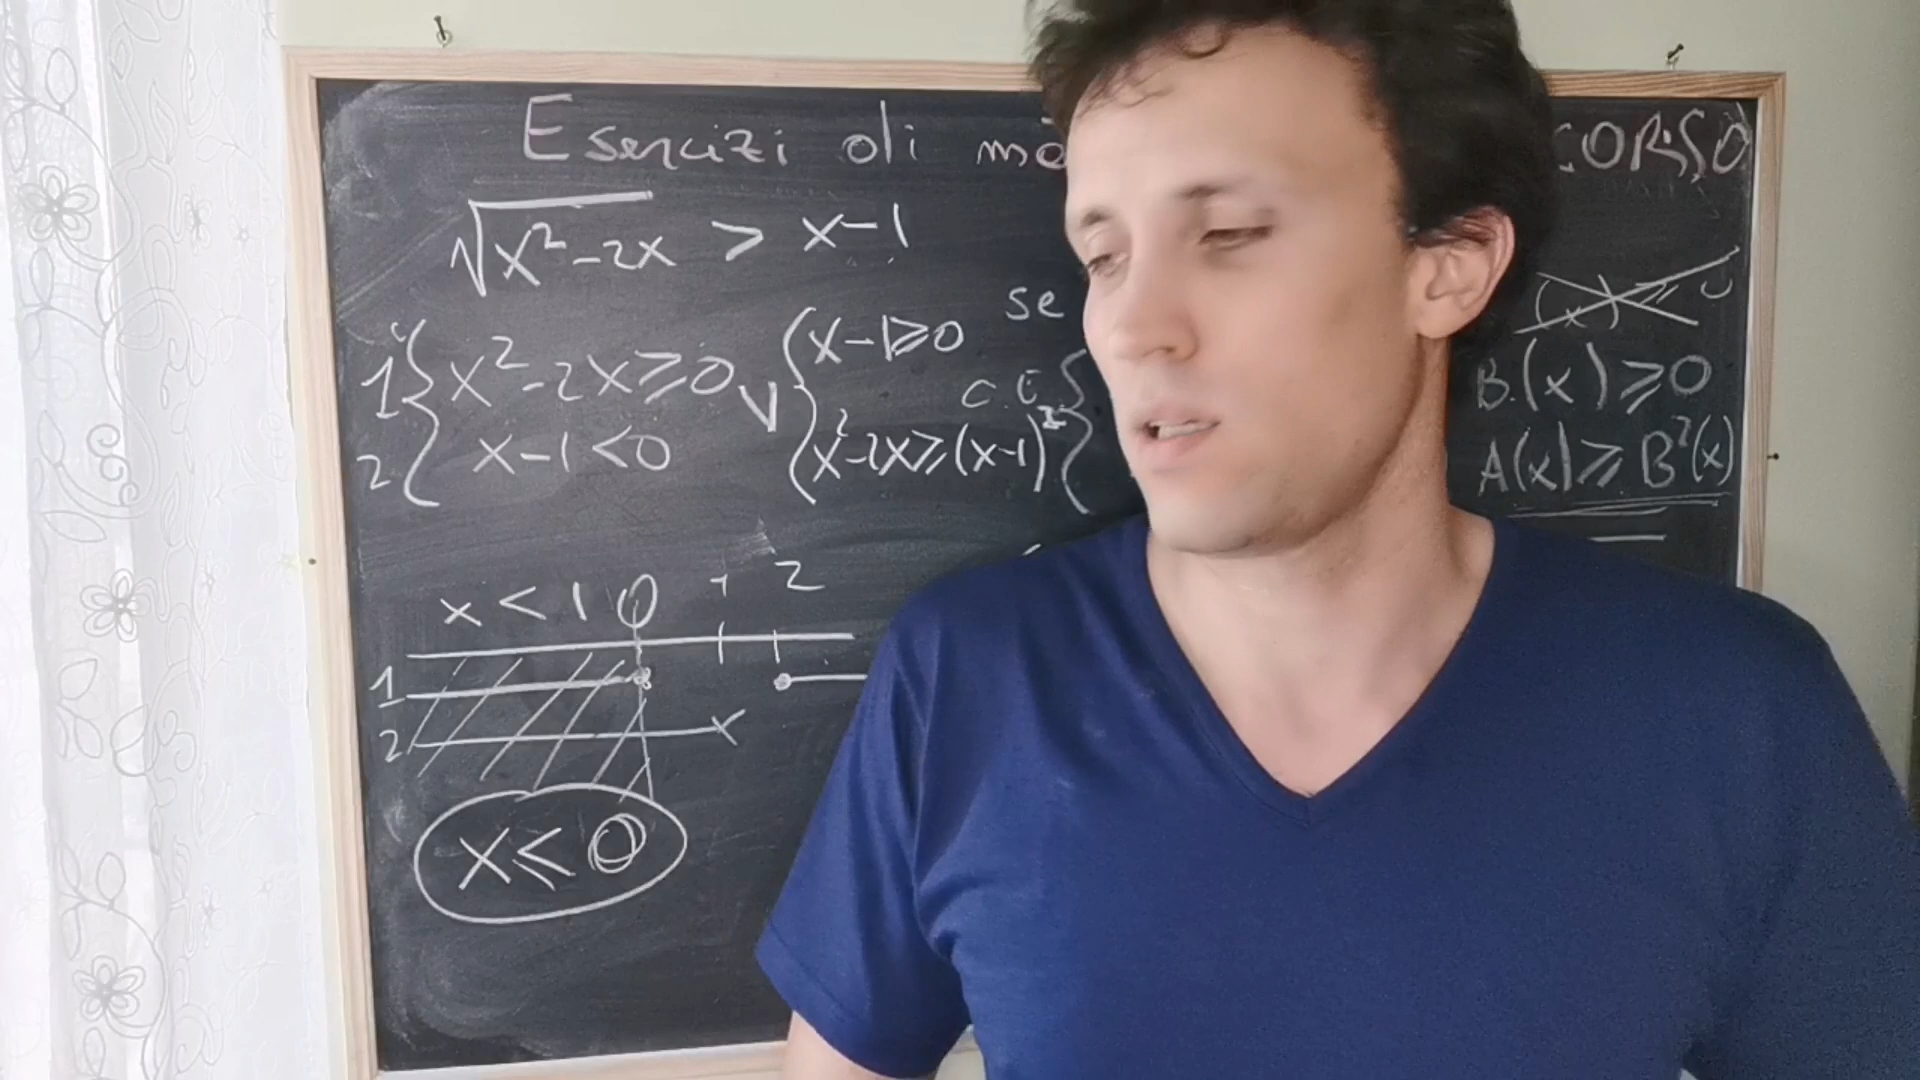 Esercizi di
CORSO
√x²-2x > x-1
se
1 { x²-2x ≥ 0 V { x-1 ≥ 0
2 { x-1 < 0 { x²-2x ≥ (x-1)²
C.E. {
B(x) ≥ 0
A(x) ≥ B²(x)
x < 1
0 1 2
1
2
x ≤ 0